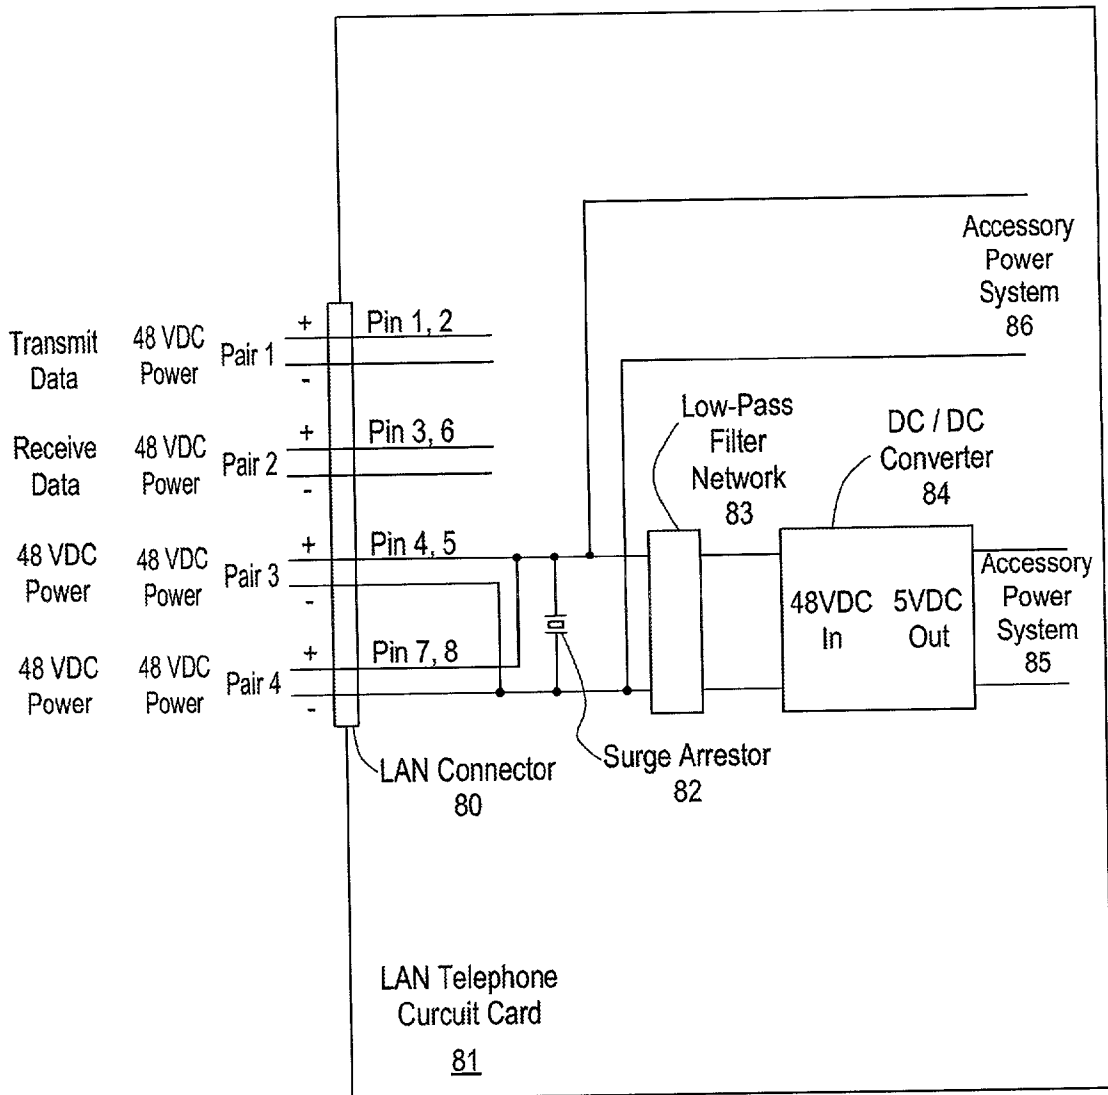 Accessory
Power
System
86
Transmit
Data
48 VDC
Power
Pair 1
+
-
Pin 1, 2
Receive
Data
48 VDC
Power
Pair 2
+
-
Pin 3, 6
Low-Pass
Filter
Network
83
DC / DC
Converter
84
48 VDC
Power
48 VDC
Power
Pair 3
+
-
Pin 4, 5
48VDC
In
5VDC
Out
Accessory
Power
System
85
48 VDC
Power
48 VDC
Power
Pair 4
+
-
Pin 7, 8
LAN Connector
80
Surge Arrestor
82
LAN Telephone
Curcuit Card
81